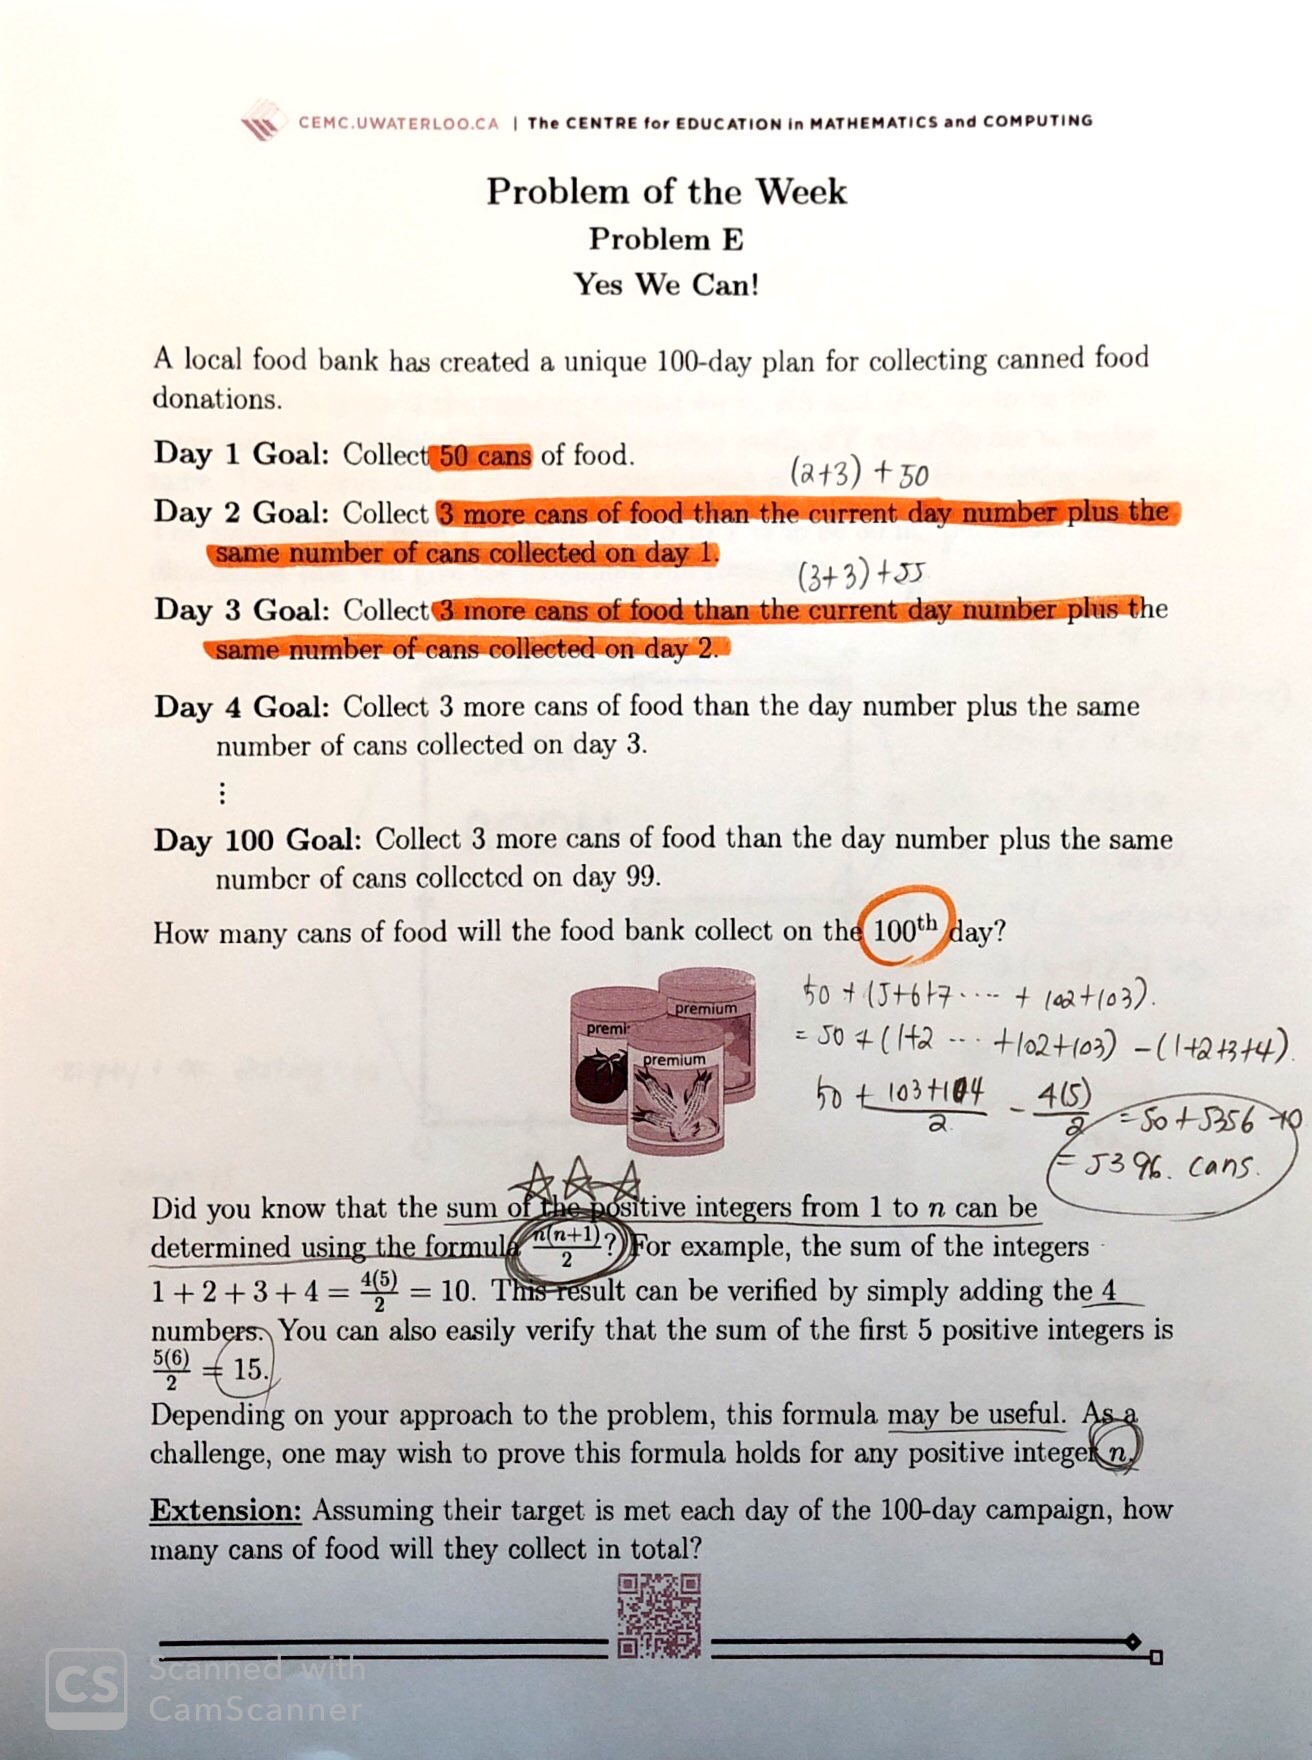 CEMC.UWATERLOO.CA | The CENTRE for EDUCATION in MATHEMATICS and COMPUTING
Problem of the Week
Problem E
Yes We Can!
A local food bank has created a unique 100-day plan for collecting canned food
donations.
Day 1 Goal: Collect 50 cans of food.
(2+3) + 50
Day 2 Goal: Collect 3 more cans of food than the current day number plus the
same number of cans collected on day 1.
(3+3)+55
Day 3 Goal: Collect 3 more cans of food than the current day number plus the
same number of cans collected on day 2.
Day 4 Goal: Collect 3 more cans of food than the day number plus the same
number of cans collected on day 3.
⋮
Day 100 Goal: Collect 3 more cans of food than the day number plus the same
number of cans collected on day 99.
How many cans of food will the food bank collect on the 100th day?
premi
premium
premium
50 + (5+6+7 .... + 102+103).
= 50 + (1+2 ... +102+103) - (1+2+3+4).
50 + 103+104/2 - 4(5)/2 = 50 + 5356 -10
= 5396. cans.
Did you know that the sum of the positive integers from 1 to n can be
determined using the formula n(n+1)/2? For example, the sum of the integers
1 + 2 + 3 + 4 = 4(5)/2 = 10. This result can be verified by simply adding the 4
numbers. You can also easily verify that the sum of the first 5 positive integers is
5(6)/2 = 15.
Depending on your approach to the problem, this formula may be useful. As a
challenge, one may wish to prove this formula holds for any positive integer n.
Extension: Assuming their target is met each day of the 100-day campaign, how
many cans of food will they collect in total?
CS Scanned with
CamScanner